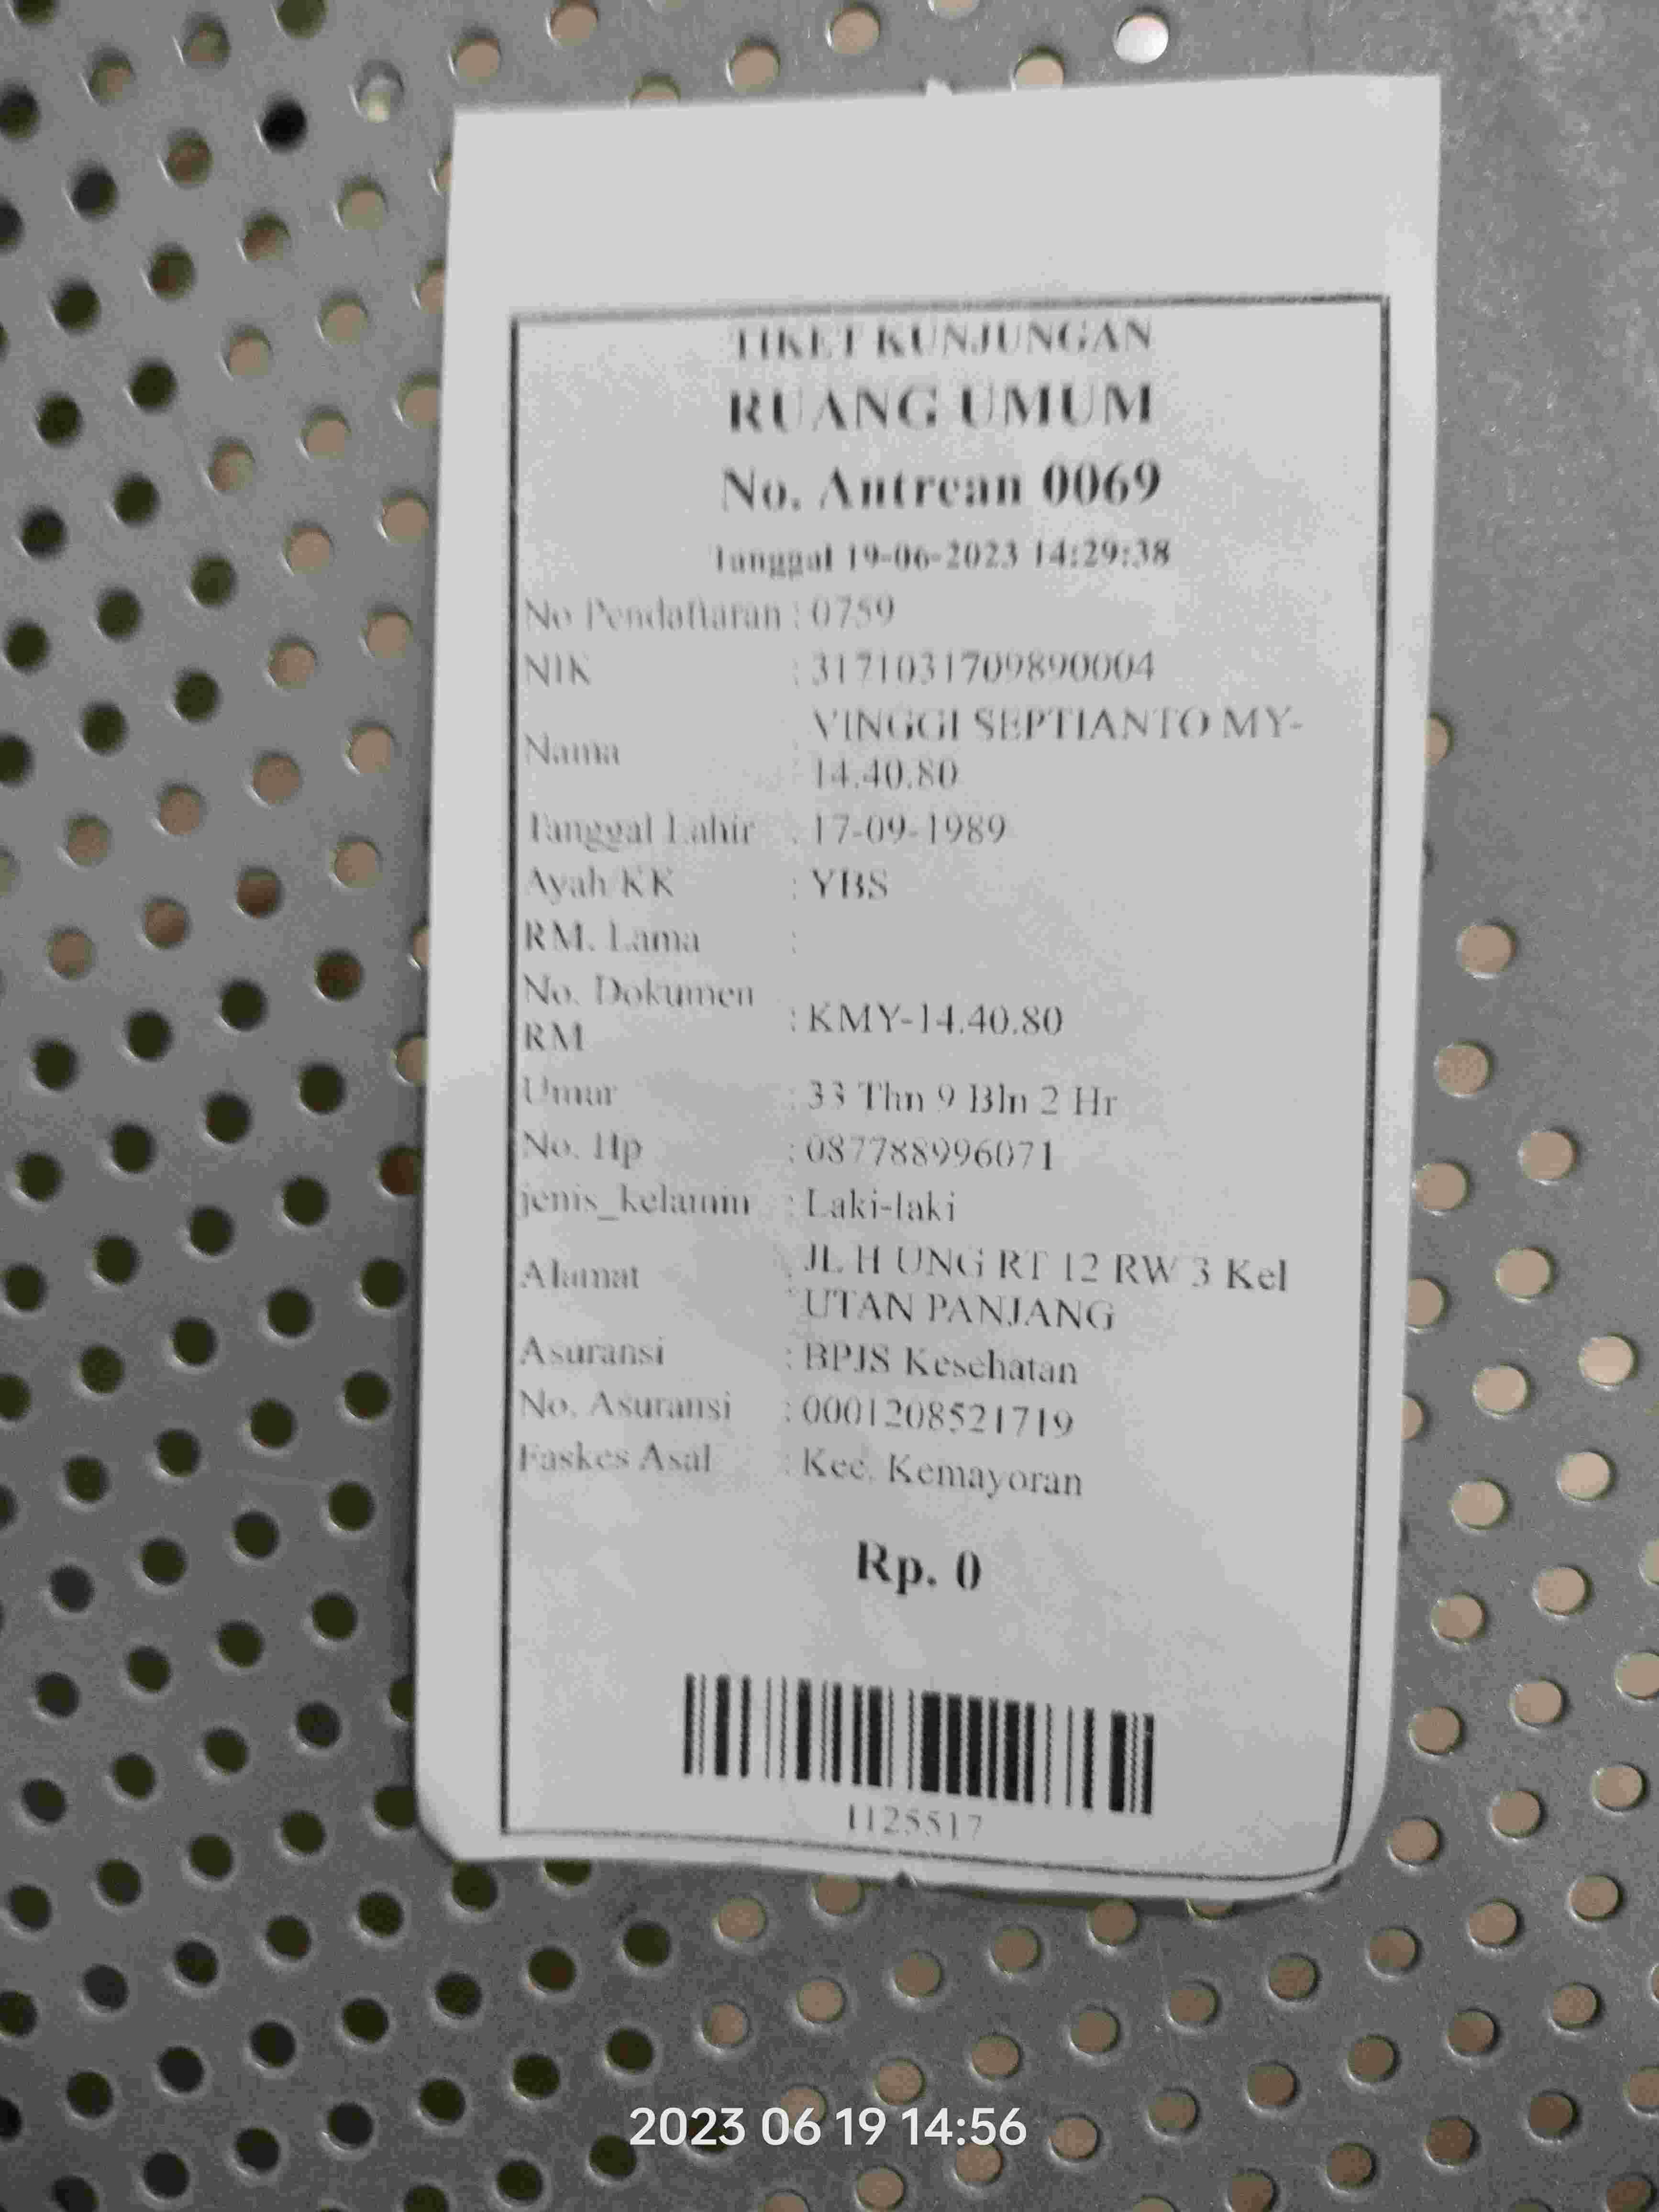 TIKET KUNJUNGAN
RUANG UMUM
No. Antrean 0069
Tanggal 19-06-2023 14:29:38
No Pendaftaran : 0759
NIK : 3171031709890004
Nama : VINGGI SEPTIANTO MY-
14.40.80
Tanggal Lahir : 17-09-1989
Ayah/KK : YBS
RM. Lama :
No. Dokumen
RM : KMY-14.40.80
Umur : 33 Thn 9 Bln 2 Hr
No. Hp : 087788996071
jenis_kelamin : Laki-laki
Alamat : JL H UNG RT 12 RW 3 Kel
UTAN PANJANG
Asuransi : BPJS Kesehatan
No. Asuransi : 0001208521719
Faskes Asal : Kec. Kemayoran
Rp. 0
1125517
2023 06 19 14:56